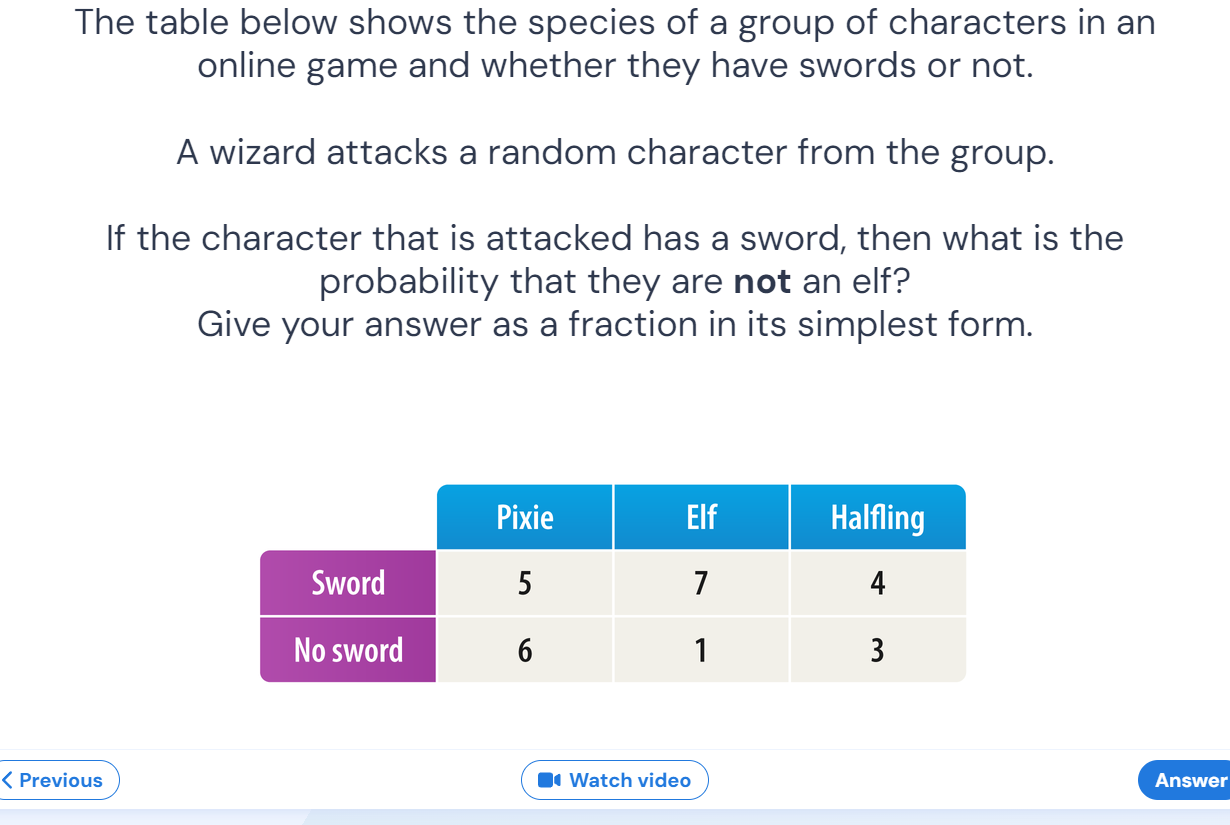 The table below shows the species of a group of characters in an
online game and whether they have swords or not.
A wizard attacks a random character from the group.
If the character that is attacked has a sword, then what is the
probability that they are not an elf?
Give your answer as a fraction in its simplest form.
Pixie Elf Halfling
Sword 5 7 4
No sword 6 1 3
Previous Watch video Answer